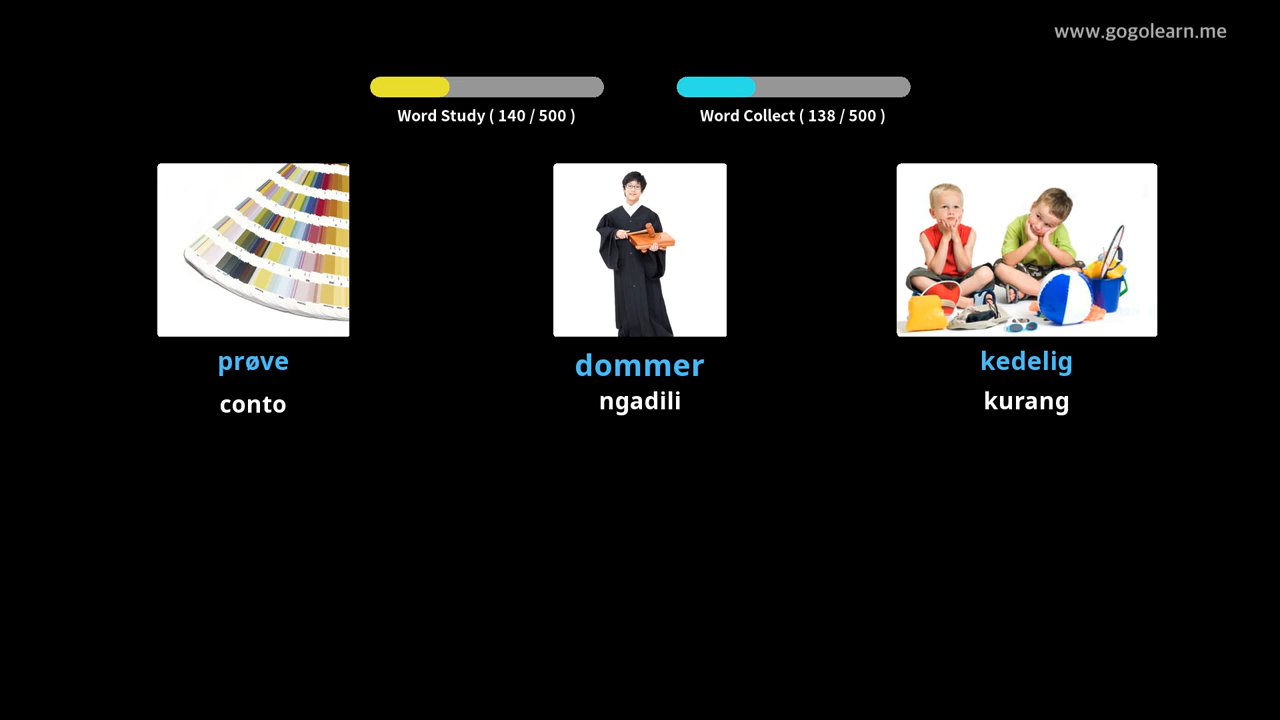 www.gogolearn.me
Word Study ( 140 / 500 )
Word Collect ( 138 / 500 )
prøve
dommer
kedelig
conto
ngadili
kurang